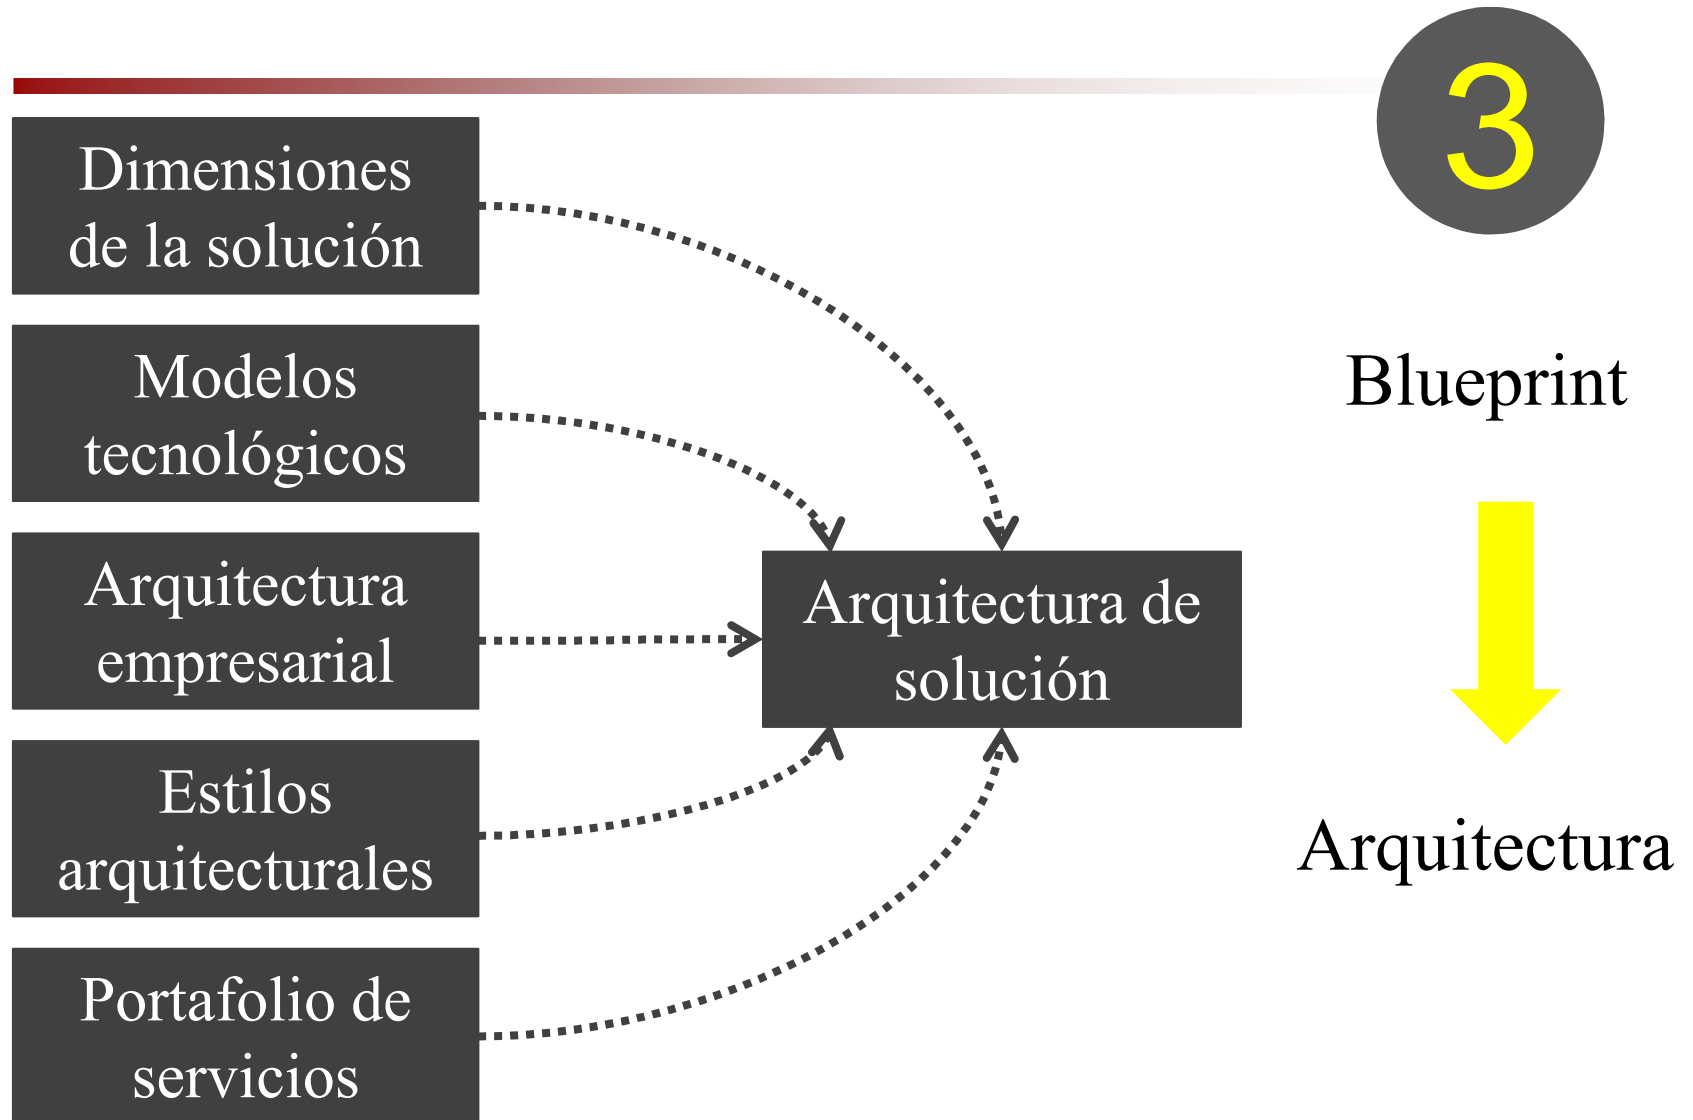 3
Dimensiones
de la solución
Modelos
tecnológicos
Arquitectura
empresarial
Estilos
arquitecturales
Portafolio de
servicios
Arquitectura de
solución
Blueprint
Arquitectura